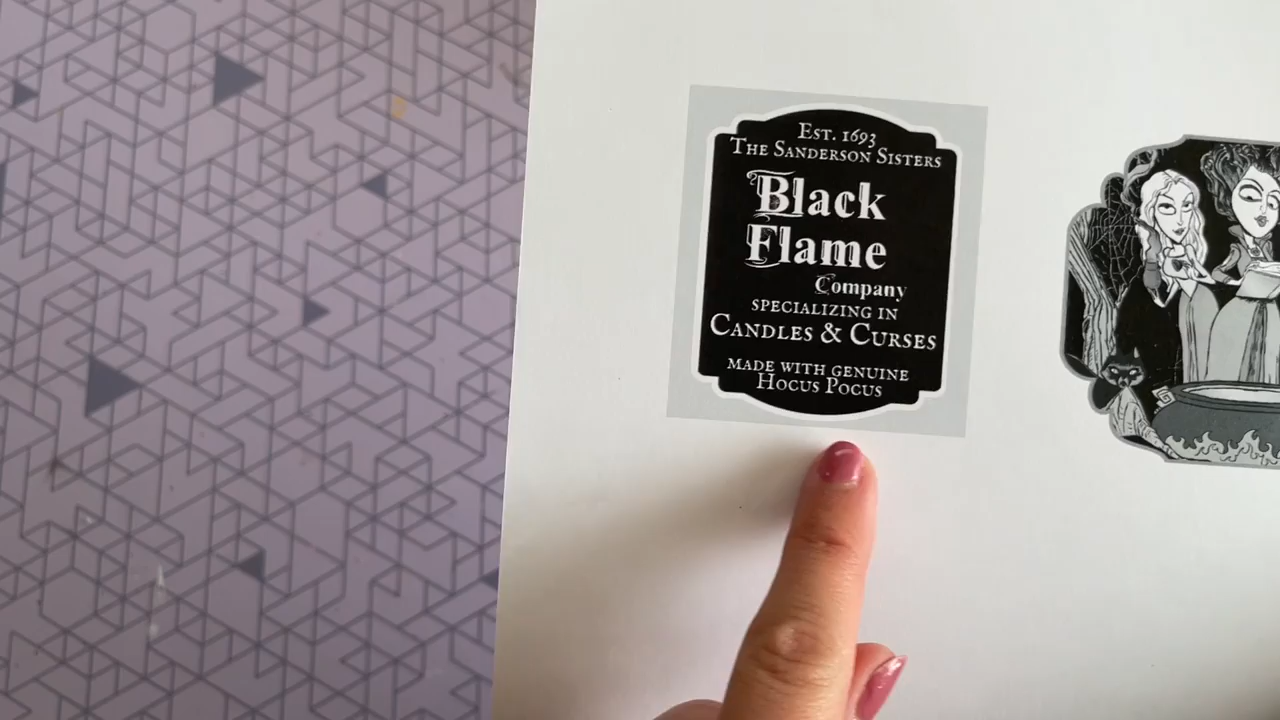 Est. 1693
The Sanderson Sisters
Black
Flame
Company
specializing in
Candles & Curses
made with genuine
Hocus Pocus